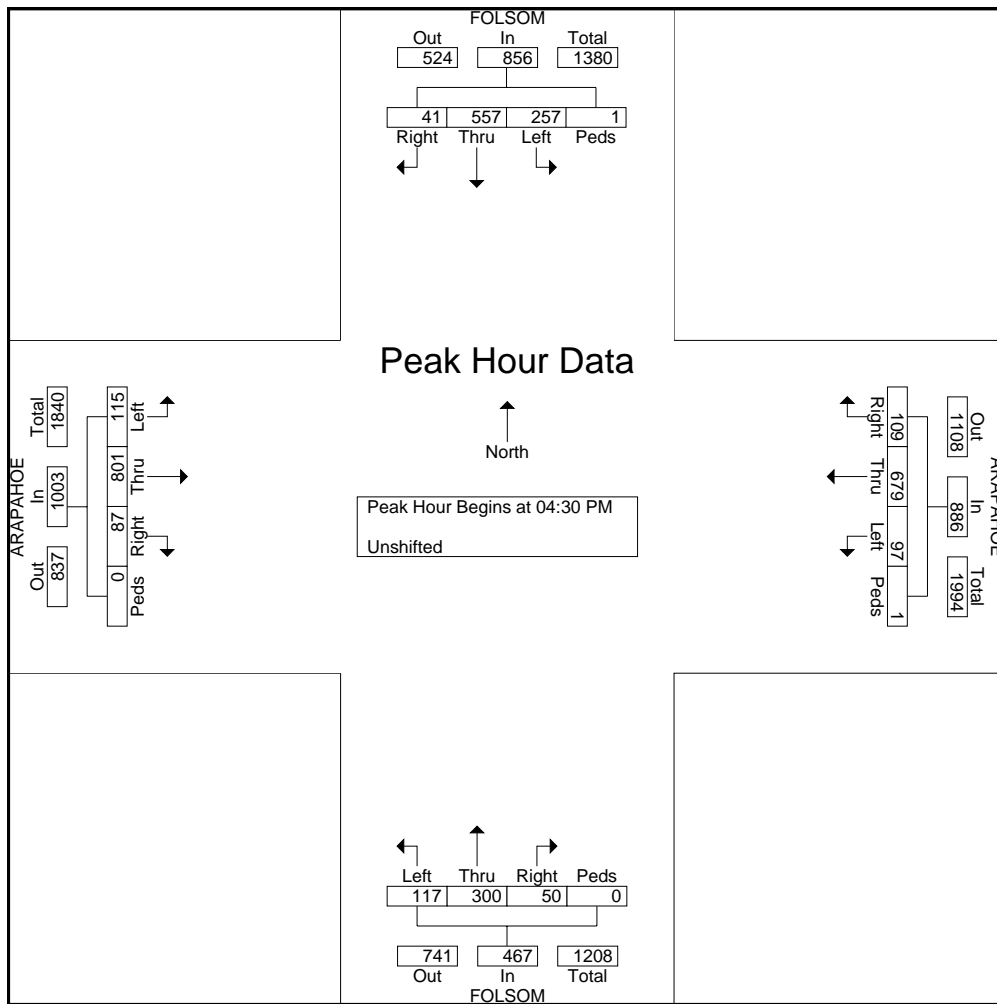 FOLSOM
Out In Total
524 856 1380
41 557 257 1
Right Thru Left Peds
Peak Hour Data
North
Peak Hour Begins at 04:30 PM
Unshifted
ARAPAHOE
Total In Out
1840 1003 837
115 801 87 0
Left Thru Right Peds
ARAPAHOE
Out In Total
1108 886 1994
109 679 97 1
Right Thru Left Peds
Left Thru Right Peds
117 300 50 0
741 467 1208
Out In Total
FOLSOM